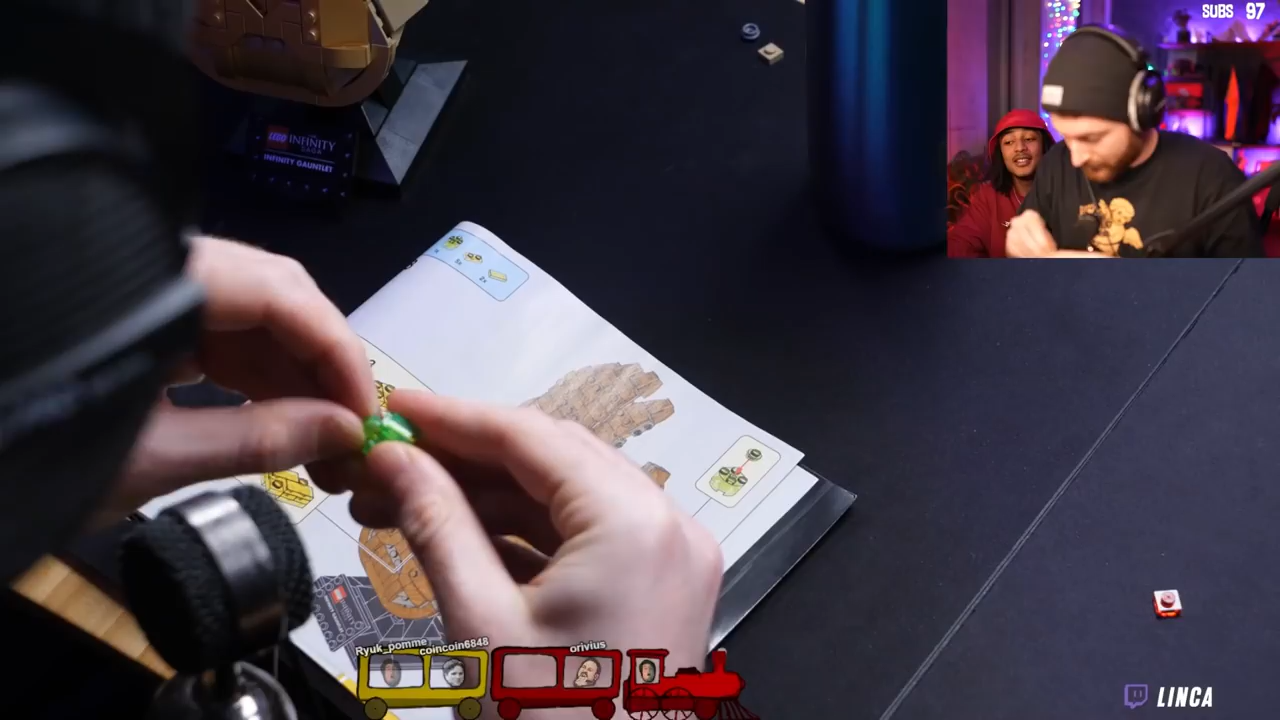 SUBS 97
LEGO
INFINITY
SAGA
INFINITY GAUNTLET
Ryuk_pomme
coincoin6848
orivius
LINCA